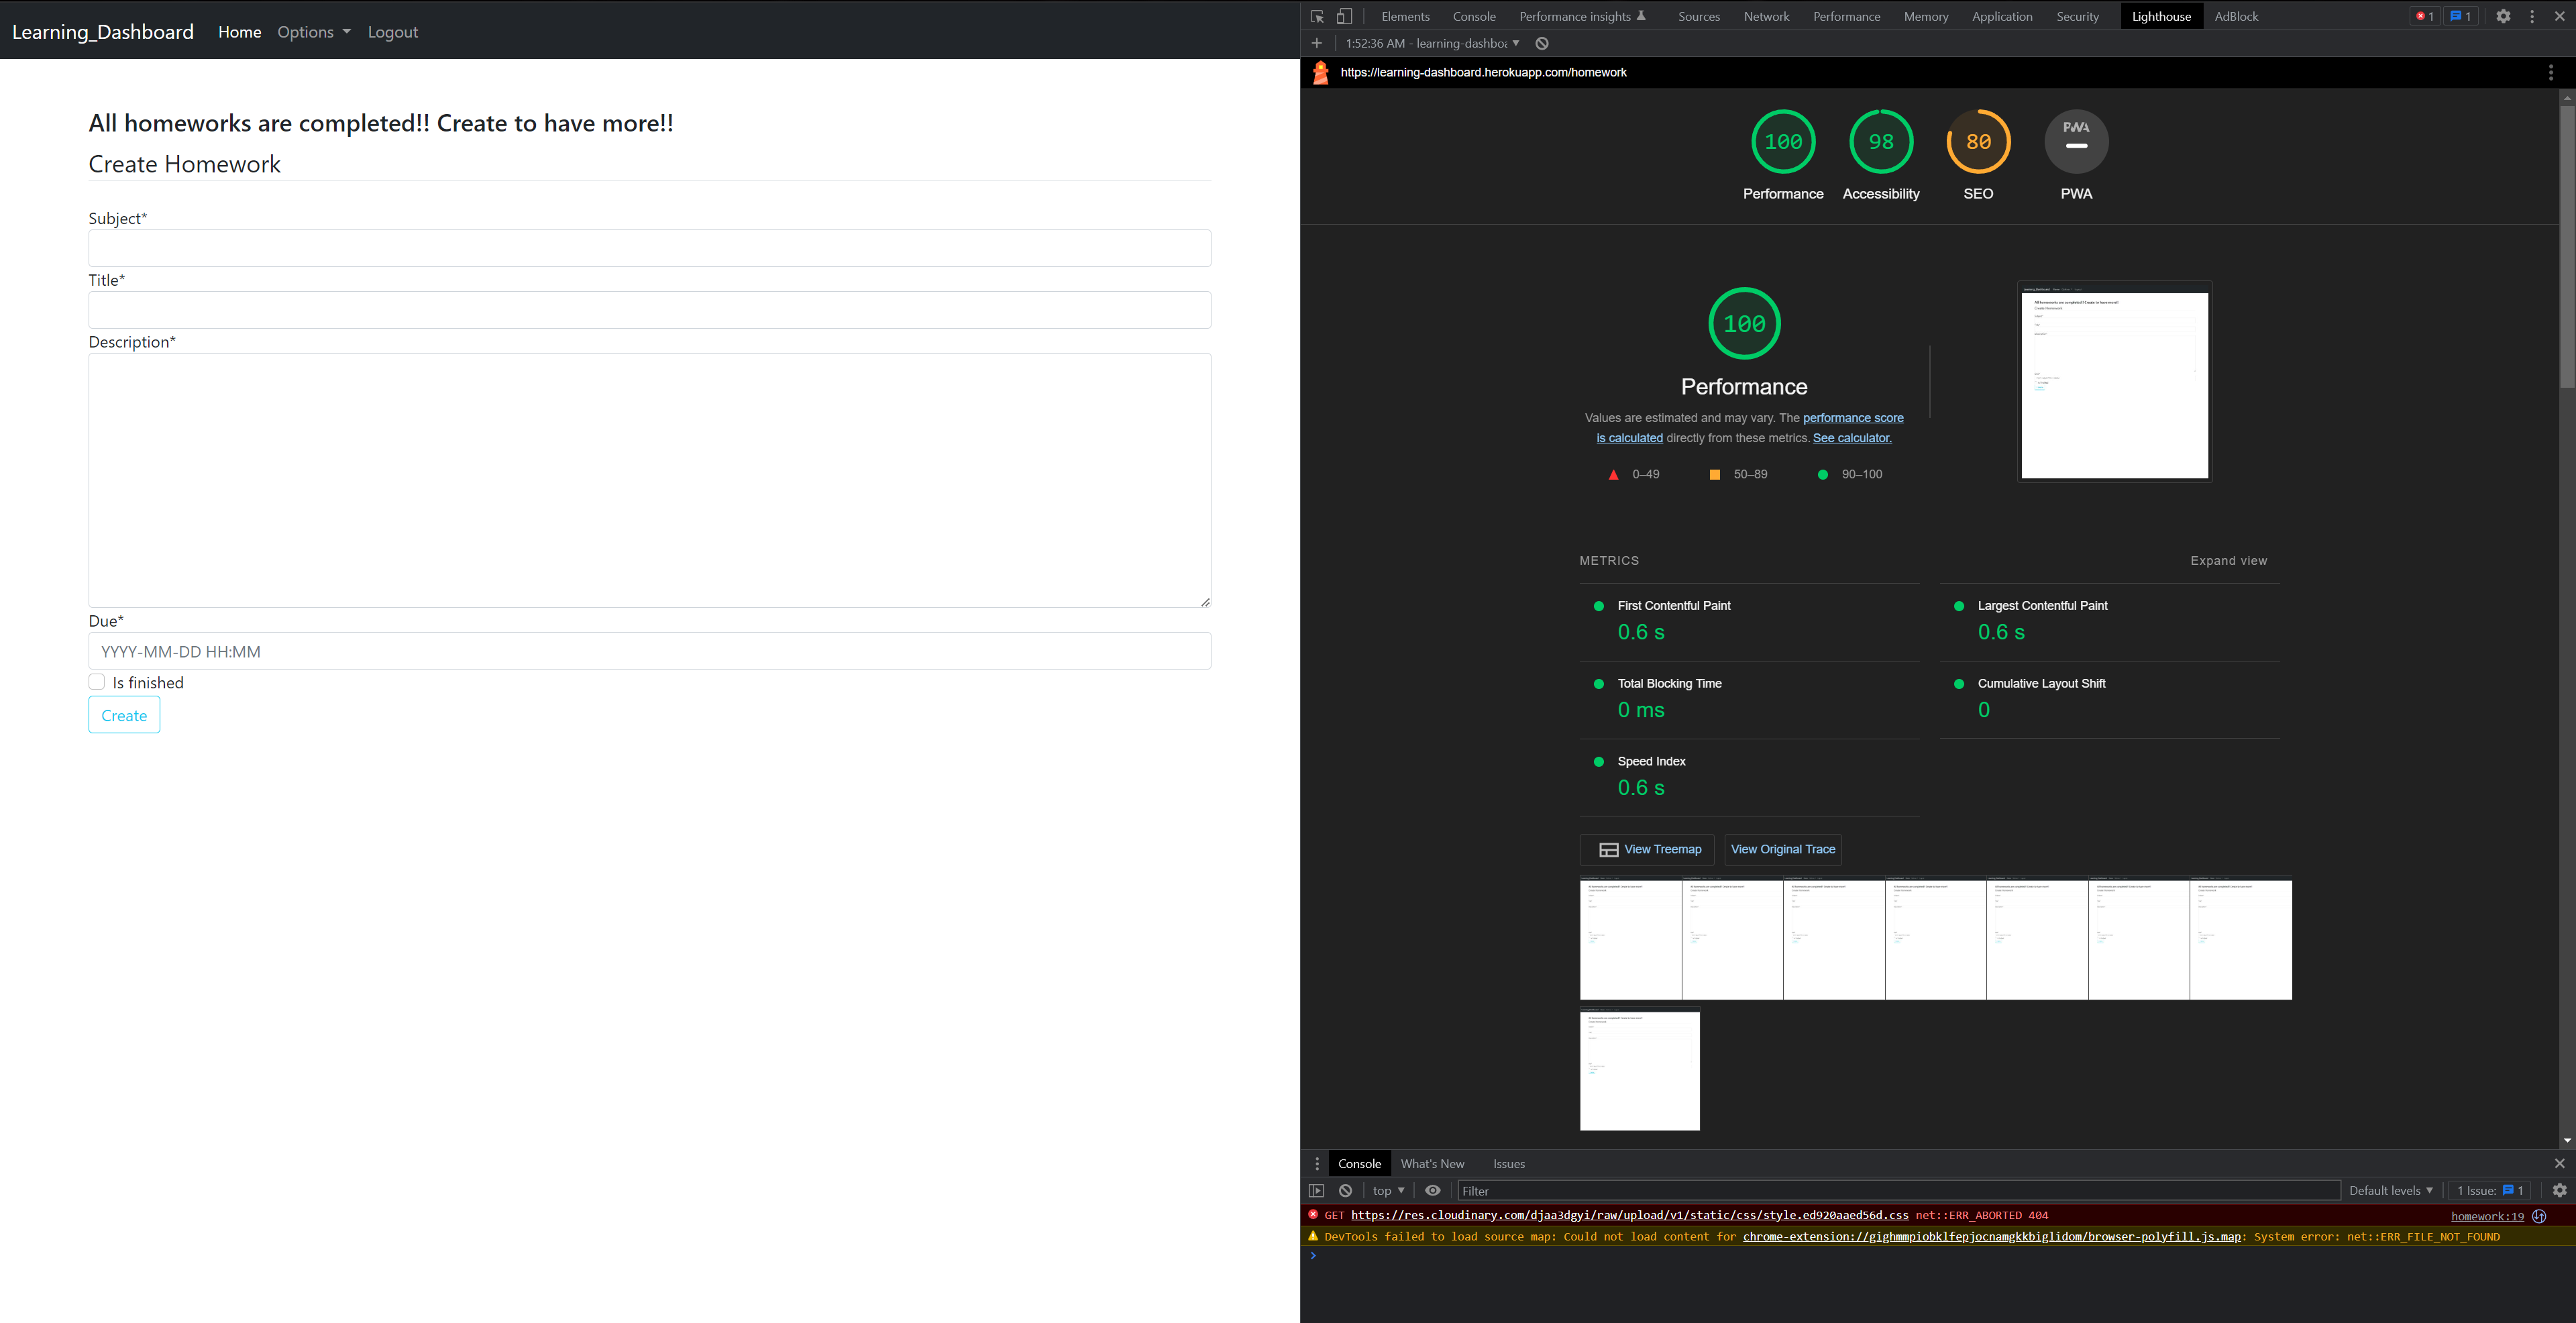 Learning_Dashboard Home Options Logout
All homeworks are completed!! Create to have more!!
Create Homework
Subject*
Title*
Description*
Due*
YYYY-MM-DD HH:MM
Is finished
Create
Elements Console Performance insights Sources Network Performance Memory Application Security Lighthouse AdBlock 1 1
1:52:36 AM - learning-dashboa
https://learning-dashboard.herokuapp.com/homework
100 98 80 PWA
Performance Accessibility SEO PWA
100
Performance
Values are estimated and may vary. The performance score
is calculated directly from these metrics. See calculator.
0–49 50–89 90–100
METRICS Expand view
First Contentful Paint Largest Contentful Paint
0.6 s 0.6 s
Total Blocking Time Cumulative Layout Shift
0 ms 0
Speed Index
0.6 s
View Treemap View Original Trace
Console What's New Issues
top Filter Default levels 1 Issue: 1
GET https://res.cloudinary.com/djaa3dgyi/raw/upload/v1/static/css/style.ed920aaed56d.css net::ERR_ABORTED 404 homework:19
DevTools failed to load source map: Could not load content for chrome-extension://gighmmpiobklfepjocnamgkkbiglidom/browser-polyfill.js.map: System error: net::ERR_FILE_NOT_FOUND